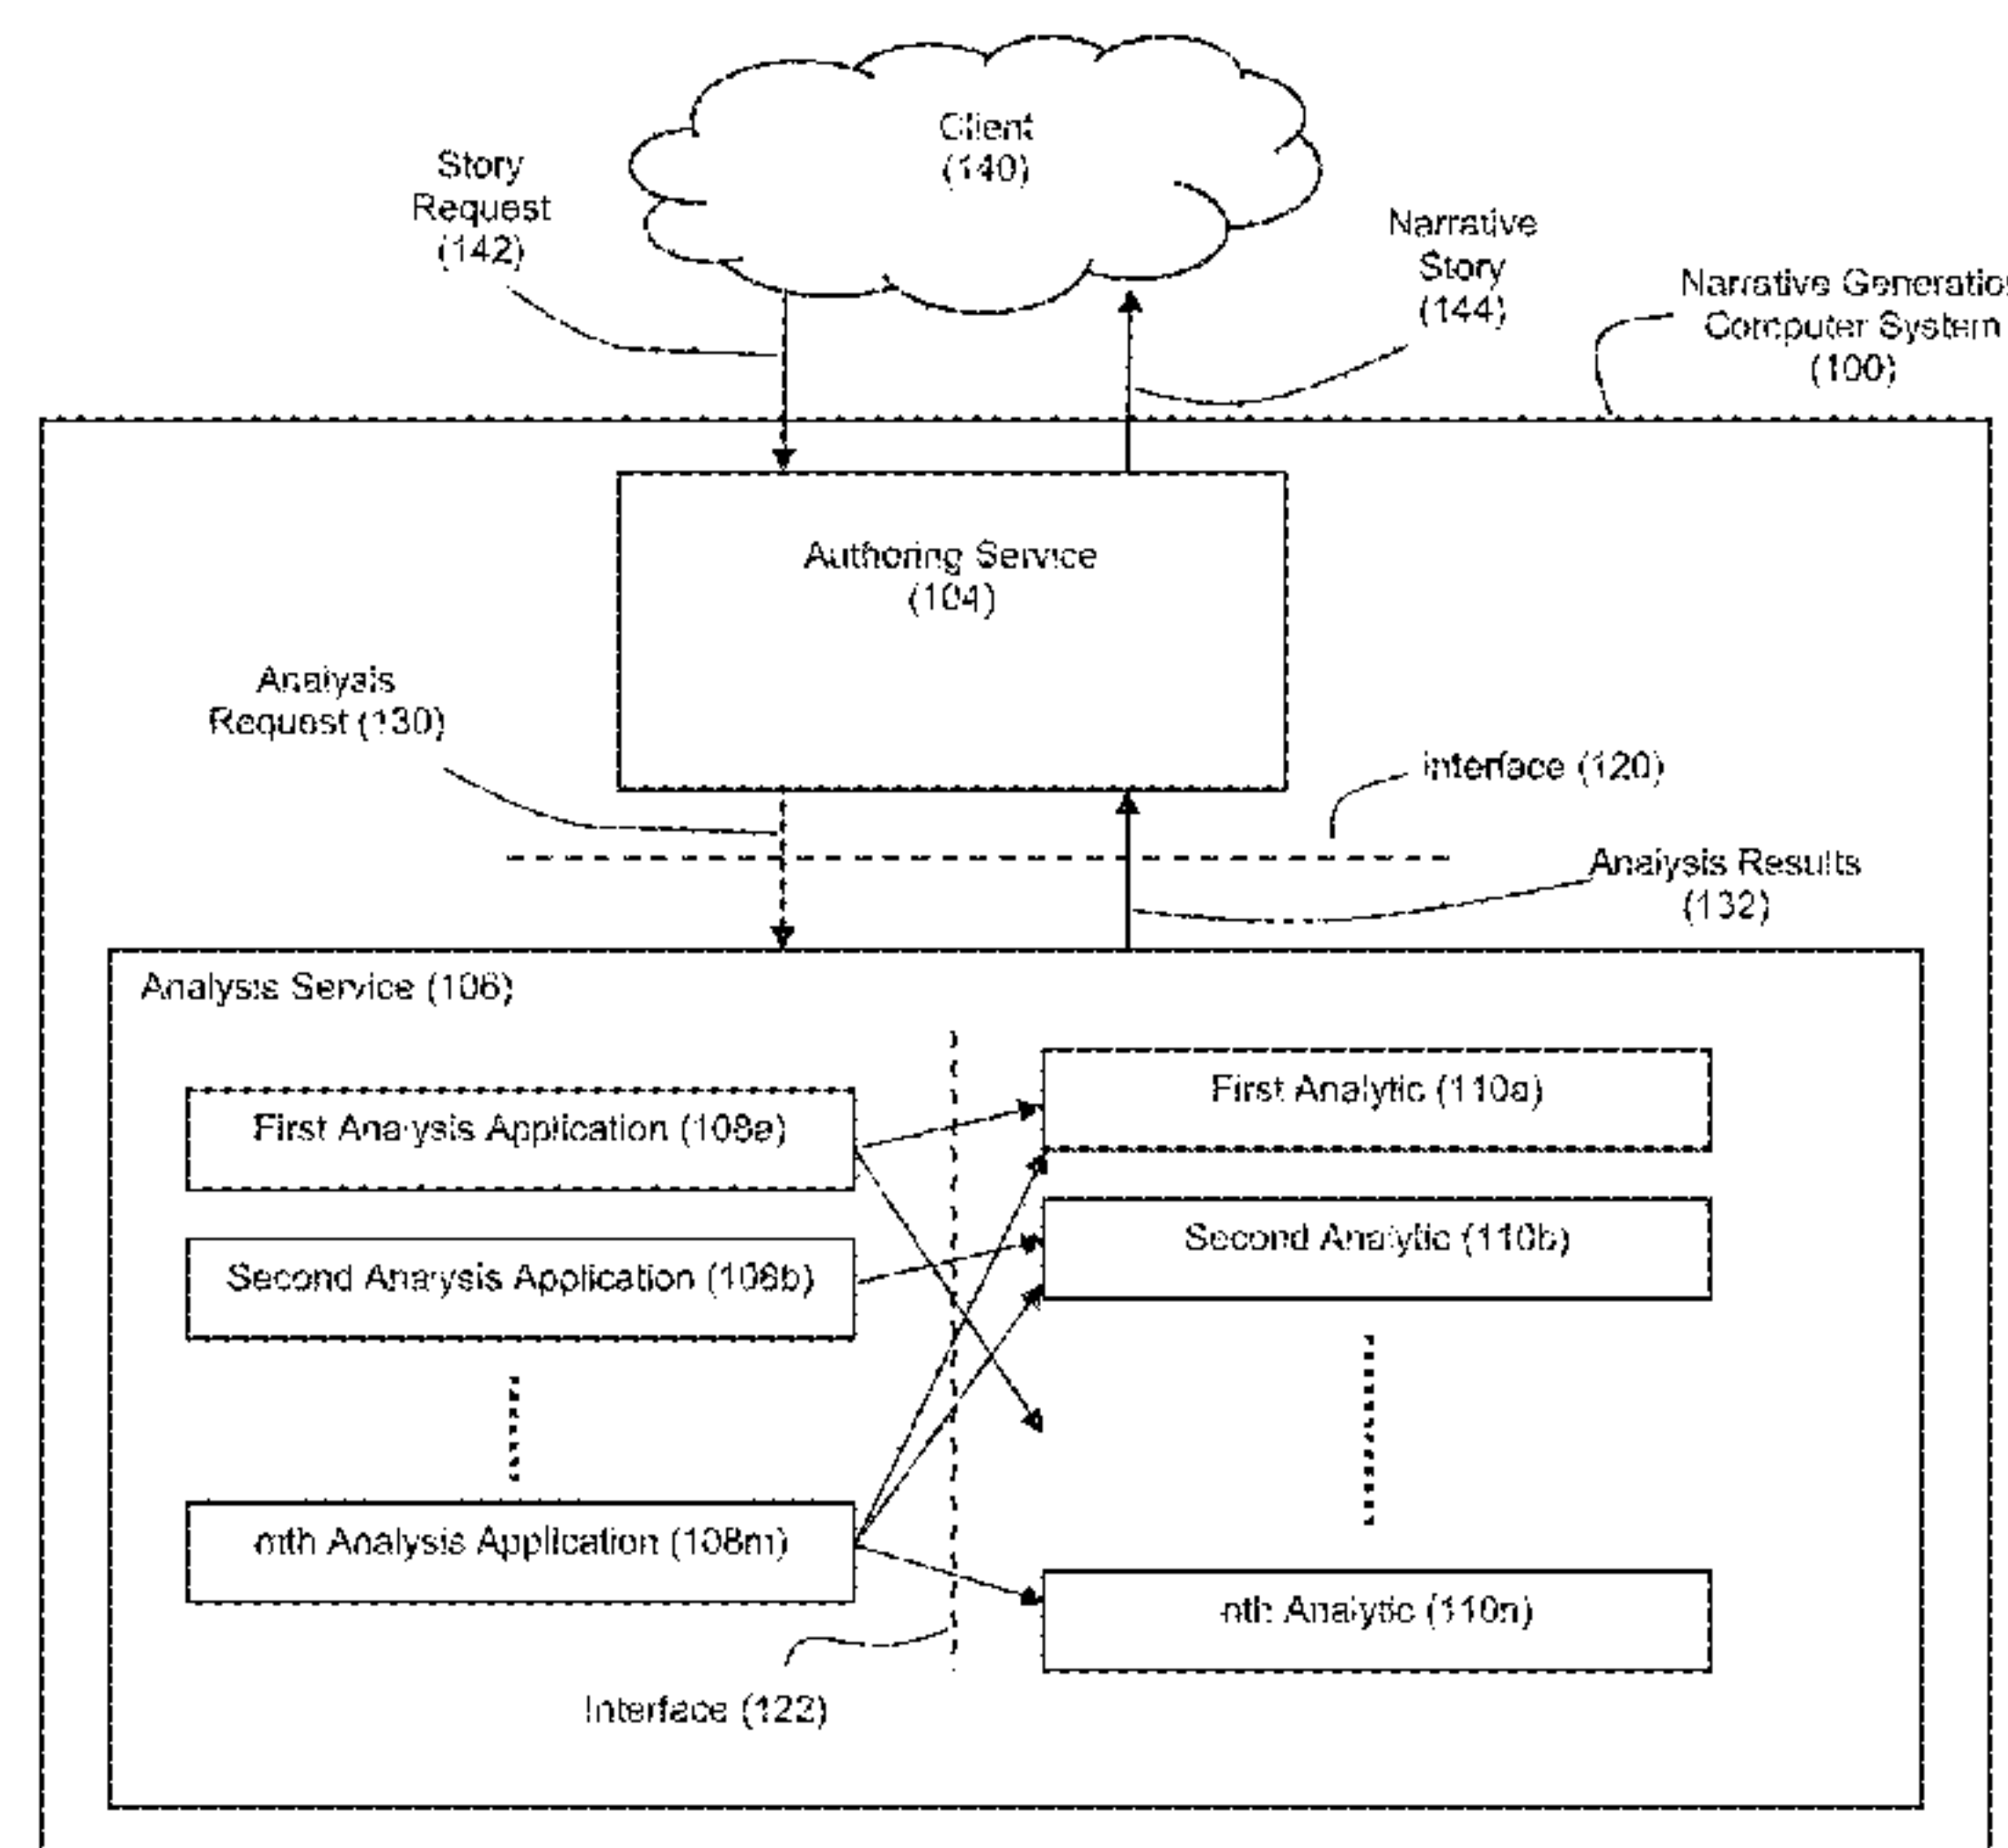 Client
(140)
Story
Request
(142)
Narrative
Story
(144)
Narrative Generation
Computer System
(100)
Authoring Service
(104)
Analysis
Request (130)
interface (120)
Analysis Results
(132)
Analysis Service (106)
First Analysis Application (108a)
First Analytic (110a)
Second Analysis Application (108b)
Second Analytic (110b)
mth Analysis Application (108m)
nth Analytic (110n)
Interface (122)